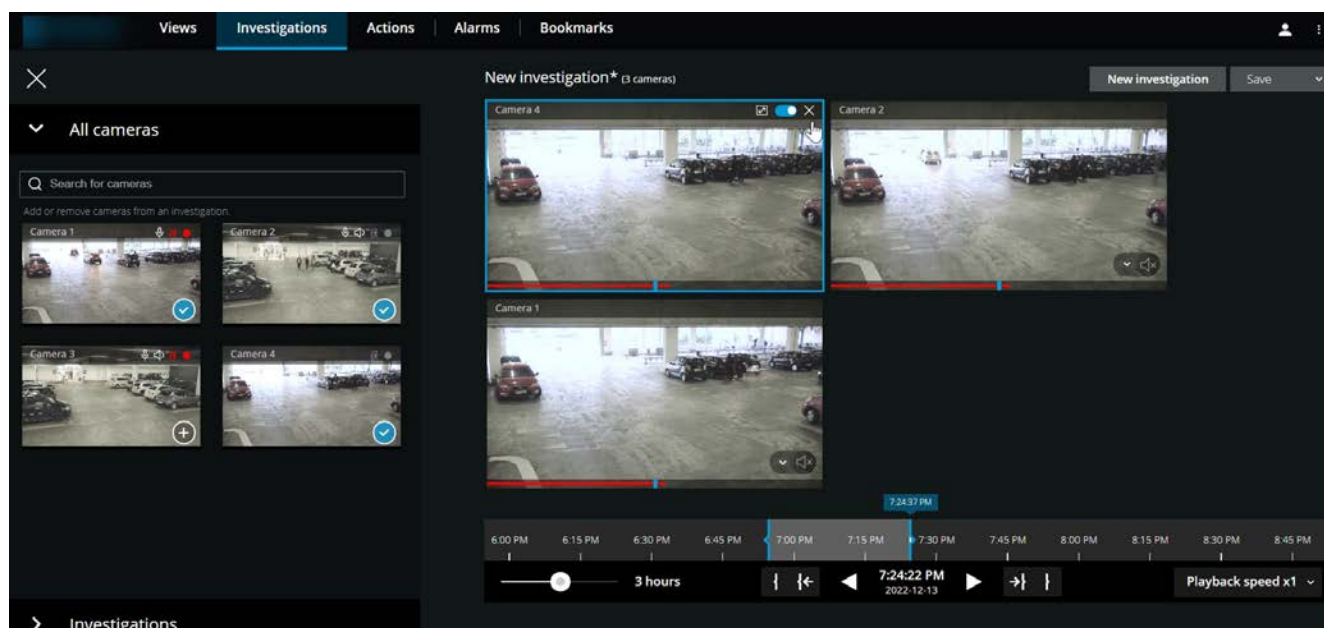 Views Investigations Actions Alarms Bookmarks
New investigation* (3 cameras) New investigation Save
All cameras
Search for cameras
Add or remove cameras from an investigation.
Camera 1 Camera 2
Camera 3 Camera 4
Camera 4 Camera 2
Camera 1
7:24:37 PM
6:00 PM 6:15 PM 6:30 PM 6:45 PM 7:00 PM 7:15 PM 7:30 PM 7:45 PM 8:00 PM 8:15 PM 8:30 PM 8:45 PM
3 hours 7:24:22 PM Playback speed x1
2022-12-13
Investigations